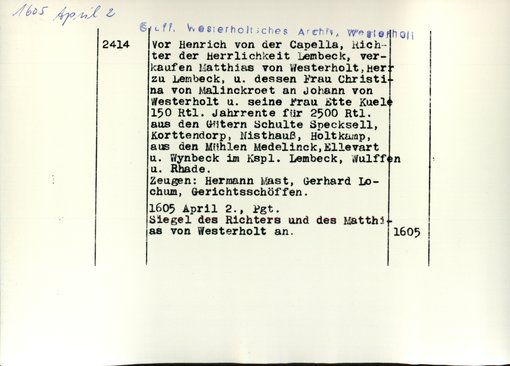 1605 April 2
Gräfl. Westerholtsches Archiv, Westerholt
2414 Vor Henrich von der Capella, Rich-
ter der Herrlichkeit Lembeck, ver-
kaufen Matthias von Westerholt,Herr
zu Lembeck, u. dessen Frau Christi-
na von Malinckroet an Johann von
Westerholt u. seine Frau Ette Kuele
150 Rtl. Jahrrente für 2500 Rtl.
aus den Gütern Schulte Specksell,
Korttendorp, Nisthauß, Holtkamp,
aus den Mühlen Medelinck,Ellevart
u. Wynbeck im Kspl. Lembeck, Wulffen
u. Rhade.
Zeugen: Hermann Mast, Gerhard Lo-
chum, Gerichtsschöffen.
1605 April 2., Pgt.
Siegel des Richters und des Matthi-
as von Westerholt an. 1605